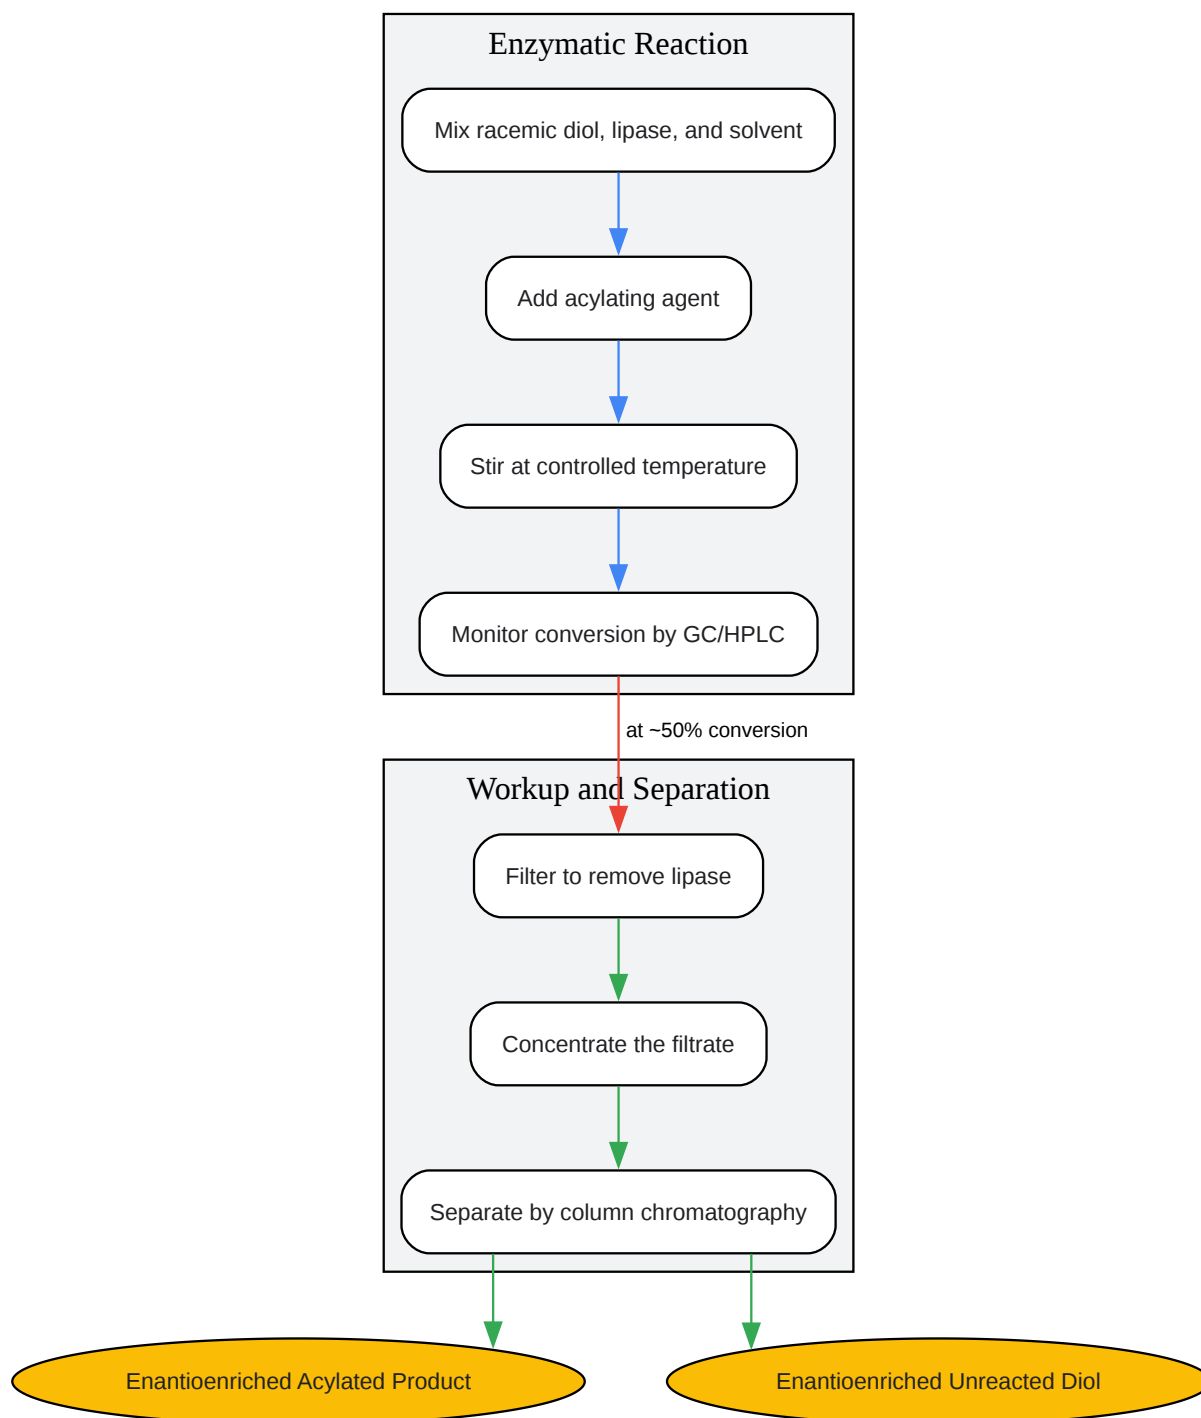 Enzymatic Reaction
Mix racemic diol, lipase, and solvent
Add acylating agent
Stir at controlled temperature
Monitor conversion by GC/HPLC
at ~50% conversion
Workup and Separation
Filter to remove lipase
Concentrate the filtrate
Separate by column chromatography
Enantioenriched Acylated Product
Enantioenriched Unreacted Diol